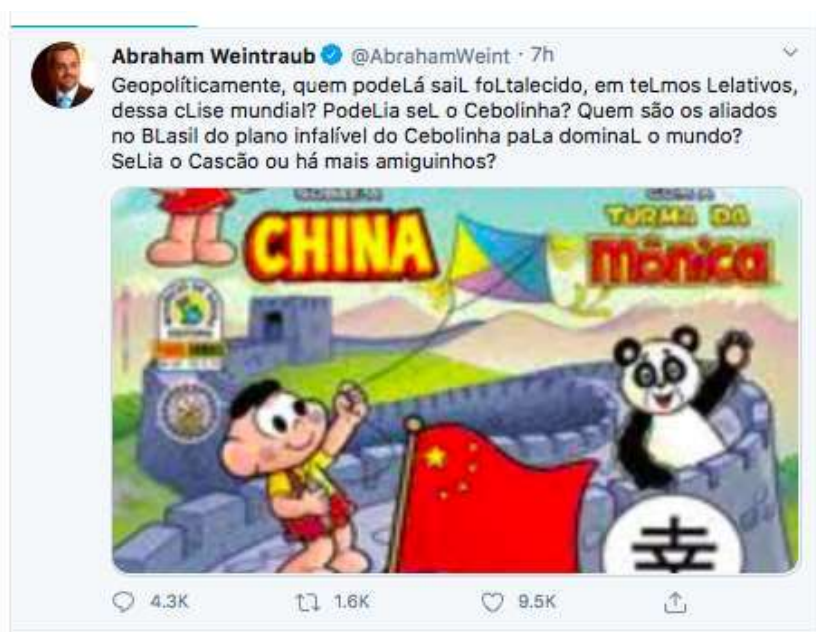 Abraham Weintraub @AbrahamWeint · 7h
Geopolíticamente, quem podeLá saiL foLtalecido, em teLmos Lelativos,
dessa cLise mundial? PodeLia seL o Cebolinha? Quem são os aliados
no BLasil do plano infalível do Cebolinha paLa dominaL o mundo?
SeLia o Cascão ou há mais amiguinhos?
CHINA
TURMA DA
Mônica
幸
4.3K 1.6K 9.5K